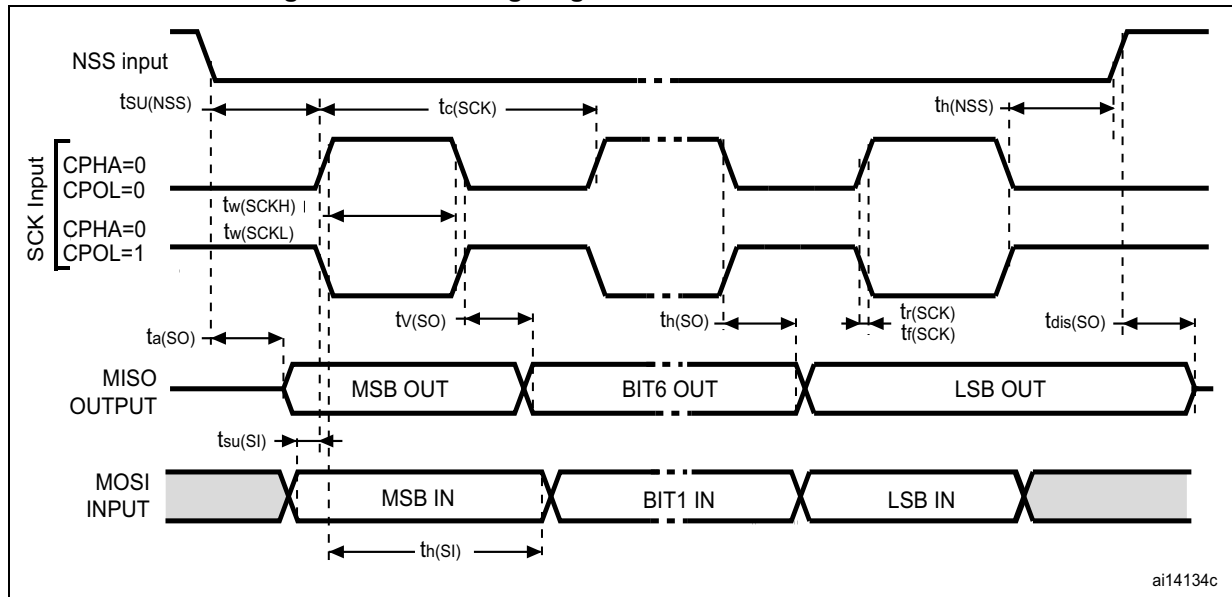 NSS input
tSU(NSS)
tc(SCK)
th(NSS)
SCK Input
CPHA=0
CPOL=0
tw(SCKH)
CPHA=0
tw(SCKL)
CPOL=1
ta(SO)
tV(SO)
th(SO)
tr(SCK)
tf(SCK)
tdis(SO)
MISO
OUTPUT
MSB OUT
BIT6 OUT
LSB OUT
tsu(SI)
MOSI
INPUT
MSB IN
BIT1 IN
LSB IN
th(SI)
ai14134c